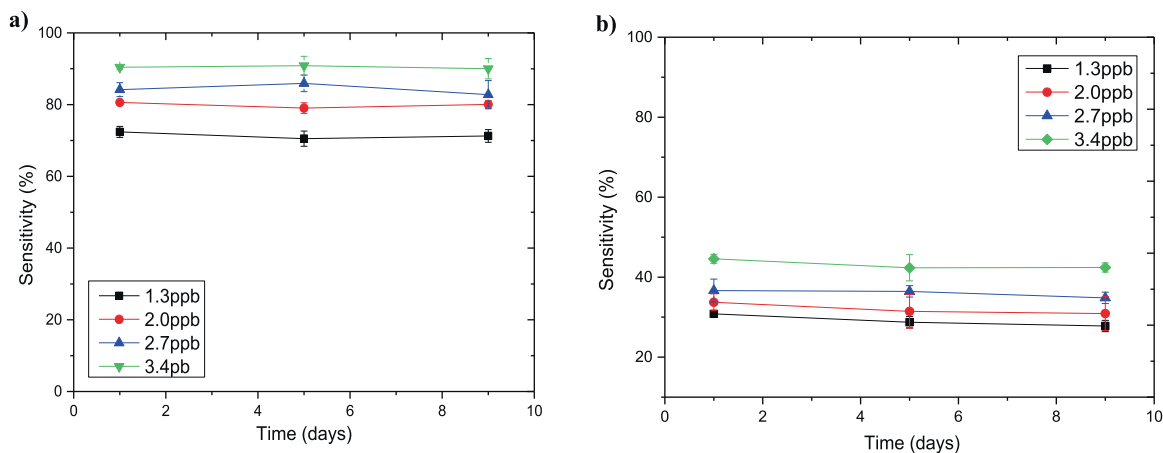 a)
Sensitivity (%)
100
80
60
40
20
0
1.3ppb
2.0ppb
2.7ppb
3.4pb
0 2 4 6 8 10
Time (days)
b)
Sensitivity (%)
100
80
60
40
20
1.3ppb
2.0ppb
2.7ppb
3.4ppb
0 2 4 6 8 10
Time (days)